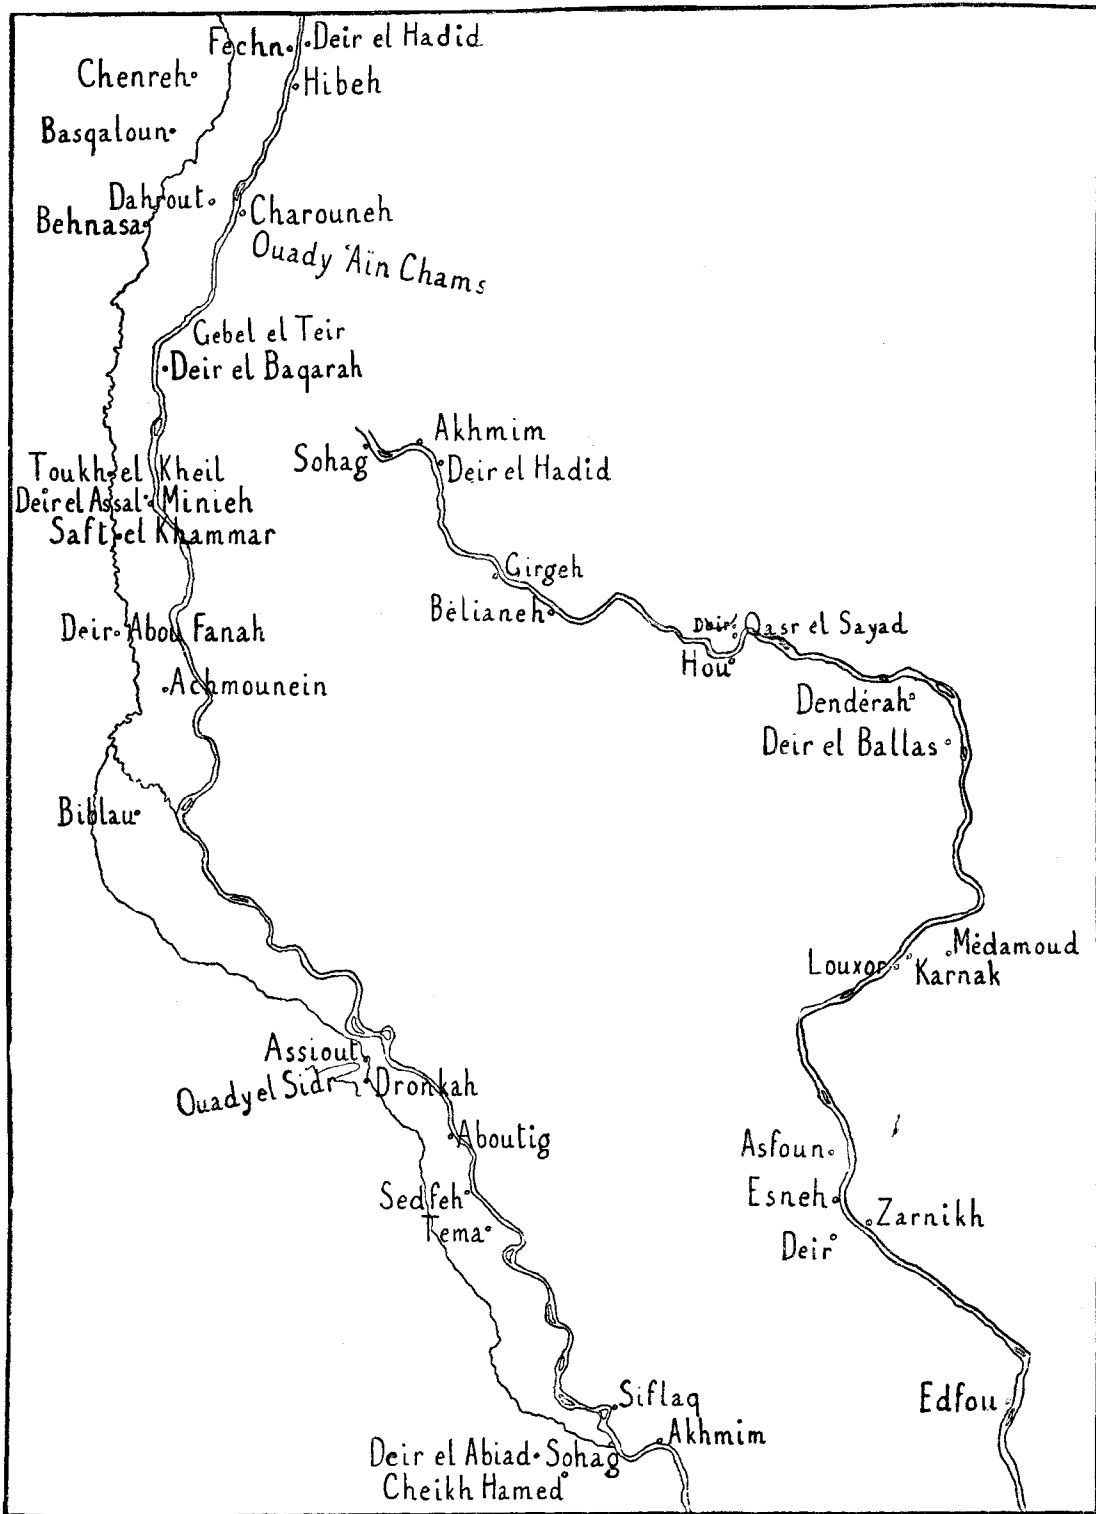 Fechn
Deir el Hadid
Chenreh
Hibeh
Basqaloun
Dahrout
Behnasa
Charouneh
Ouady 'Aïn Chams
Gebel el Teir
Deir el Baqarah
Toukh el Kheil
Deir el Assal
Minieh
Saft el Khammar
Deir Abou Fanah
Achmounein
Biblau
Assiout
Ouady el Sidr
Dronkah
Aboutig
Sedfeh
Tema
Siflaq
Akhmim
Deir el Abiad
Sohag
Cheikh Hamed
Sohag
Akhmim
Deir el Hadid
Girgeh
Bélianeh
Deir
Qasr el Sayad
Hou
Dendérah
Deir el Ballas
Médamoud
Louxor
Karnak
Asfoun
Esneh
Zarnikh
Deir
Edfou